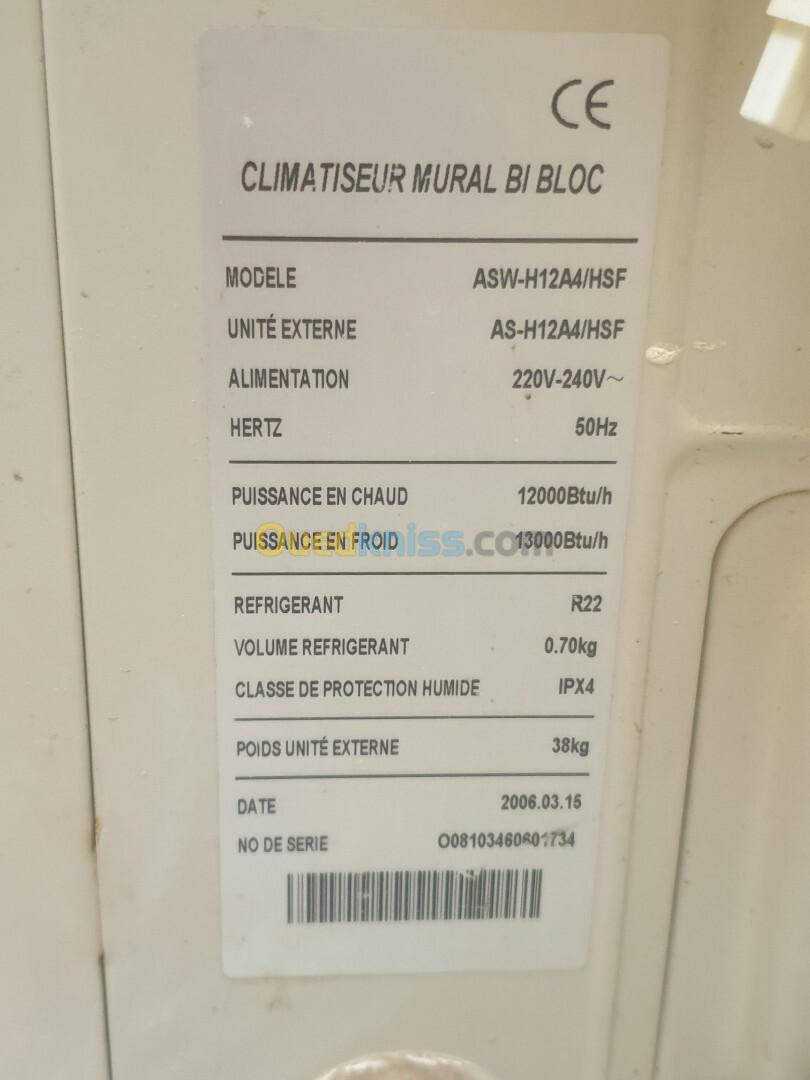 CE
CLIMATISEUR MURAL BI BLOC
MODELE ASW-H12A4/HSF
UNITÉ EXTERNE AS-H12A4/HSF
ALIMENTATION 220V-240V~
HERTZ 50Hz
PUISSANCE EN CHAUD 12000Btu/h
PUISSANCE EN FROID 13000Btu/h
Ouedkniss.com
REFRIGERANT R22
VOLUME REFRIGERANT 0.70kg
CLASSE DE PROTECTION HUMIDE IPX4
POIDS UNITÉ EXTERNE 38kg
DATE 2006.03.15
NO DE SERIE O08103460601734